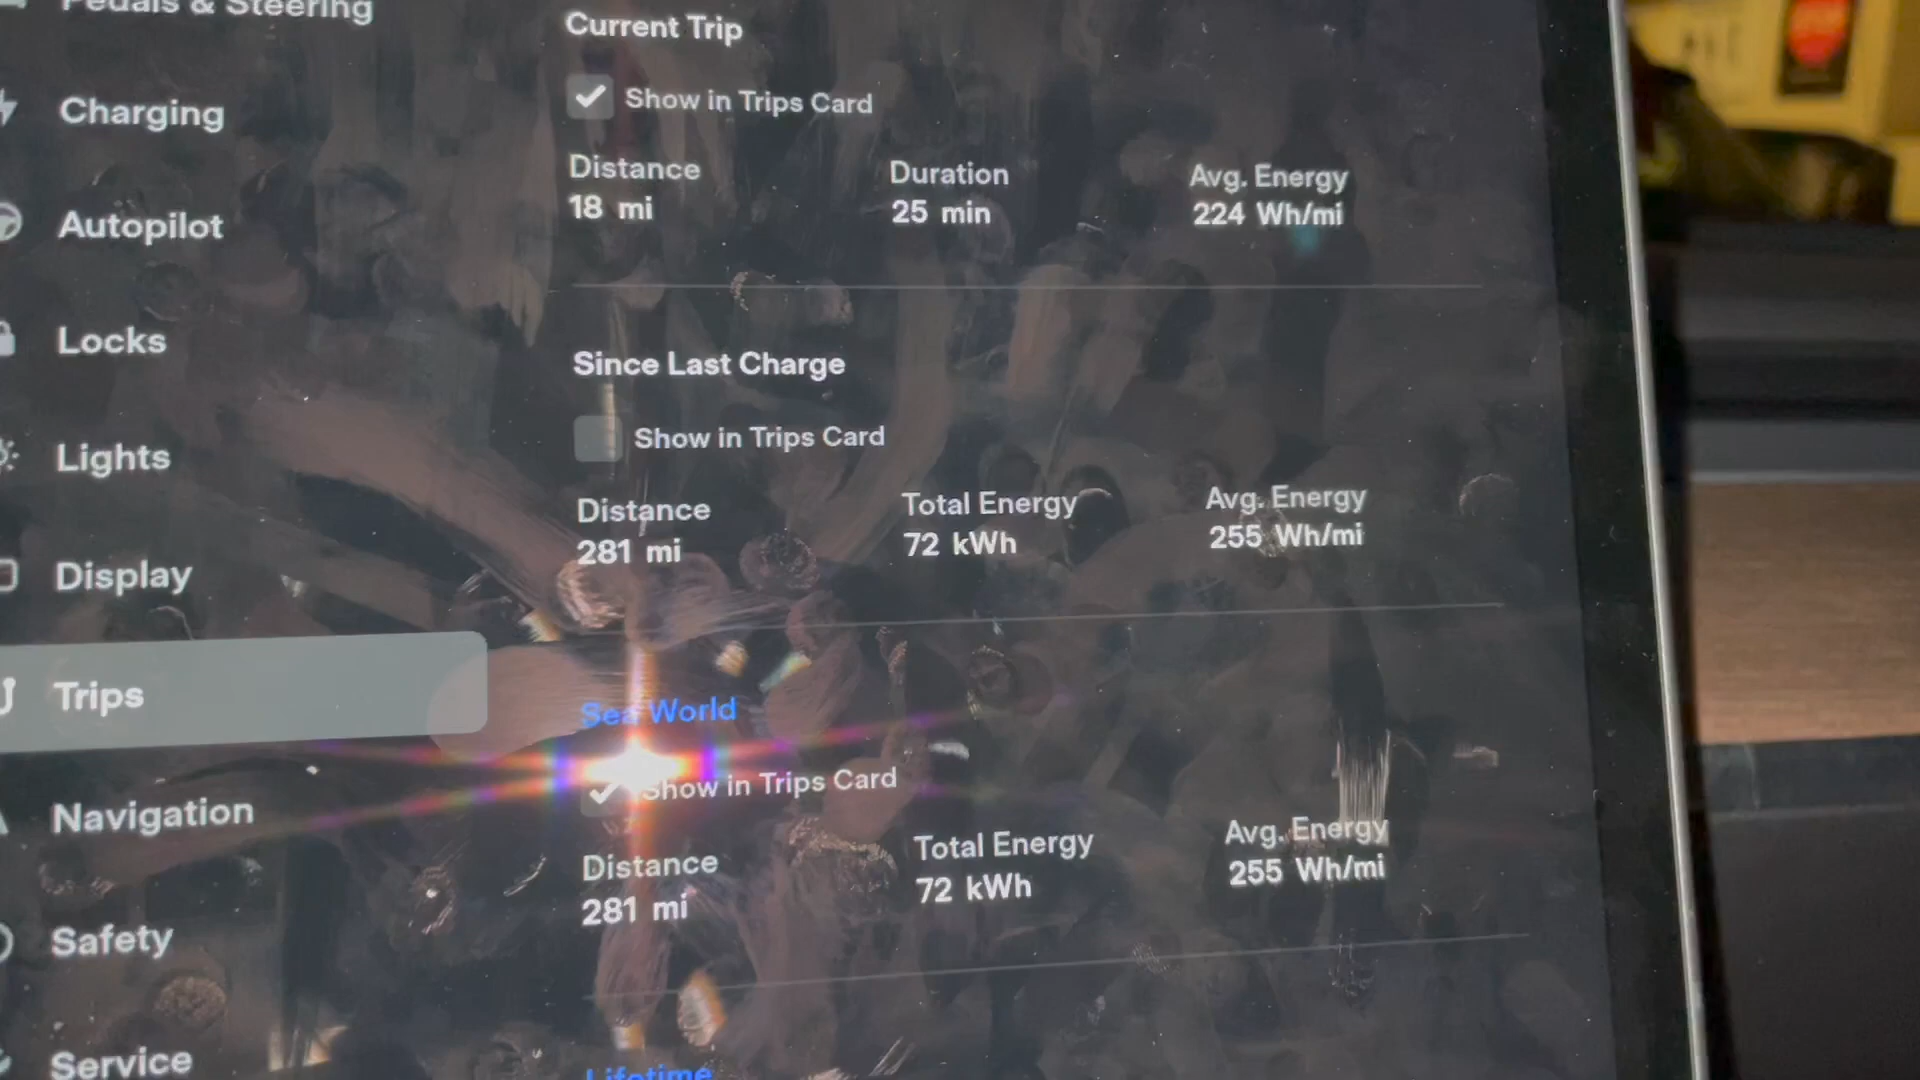 Pedals & Steering
Charging
Autopilot
Locks
Lights
Display
Trips
Navigation
Safety
Service
Current Trip
Show in Trips Card
Distance
18 mi
Duration
25 min
Avg. Energy
224 Wh/mi
Since Last Charge
Show in Trips Card
Distance
281 mi
Total Energy
72 kWh
Avg. Energy
255 Wh/mi
Sea World
Show in Trips Card
Distance
281 mi
Total Energy
72 kWh
Avg. Energy
255 Wh/mi
Lifetime